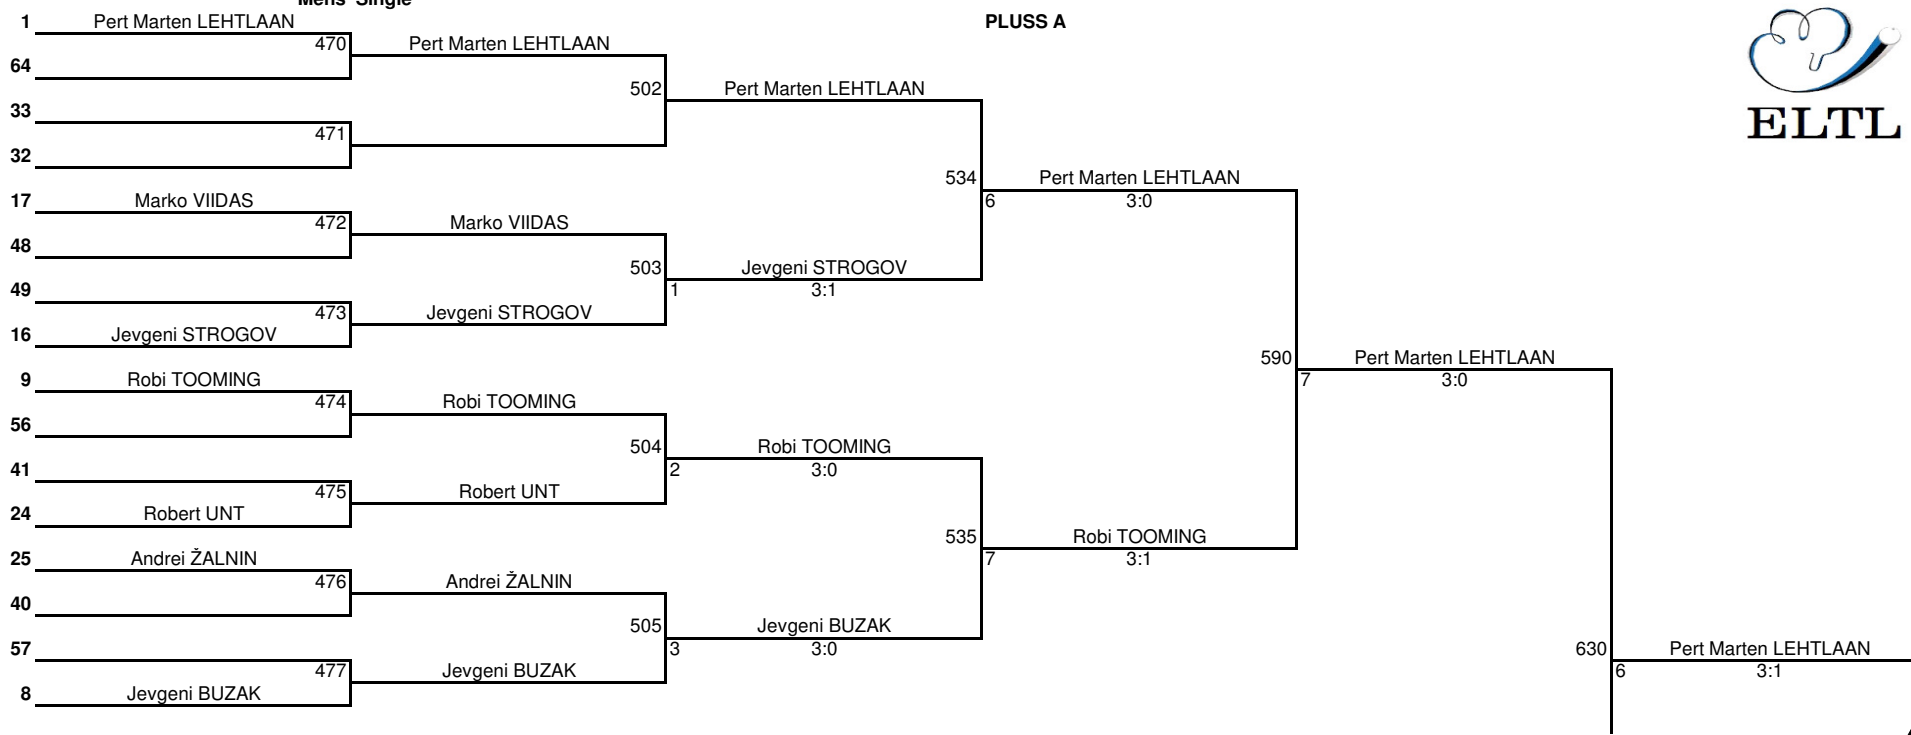 Mens' Single
1 Pert Marten LEHTLAAN
PLUSS A
470 Pert Marten LEHTLAAN
64
502 Pert Marten LEHTLAAN
33
ELTL
471
32
534 Pert Marten LEHTLAAN
17 Marko VIIDAS
6 3:0
472 Marko VIIDAS
48
503 Jevgeni STROGOV
49
1 3:1
473 Jevgeni STROGOV
16 Jevgeni STROGOV
590 Pert Marten LEHTLAAN
9 Robi TOOMING
7 3:0
474 Robi TOOMING
56
504 Robi TOOMING
41
2 3:0
475 Robert UNT
24 Robert UNT
535 Robi TOOMING
25 Andrei ŽALNIN
7 3:1
476 Andrei ŽALNIN
40
505 Jevgeni BUZAK
57
3 3:0
630 Pert Marten LEHTLAAN
477 Jevgeni BUZAK
6 3:1
8 Jevgeni BUZAK